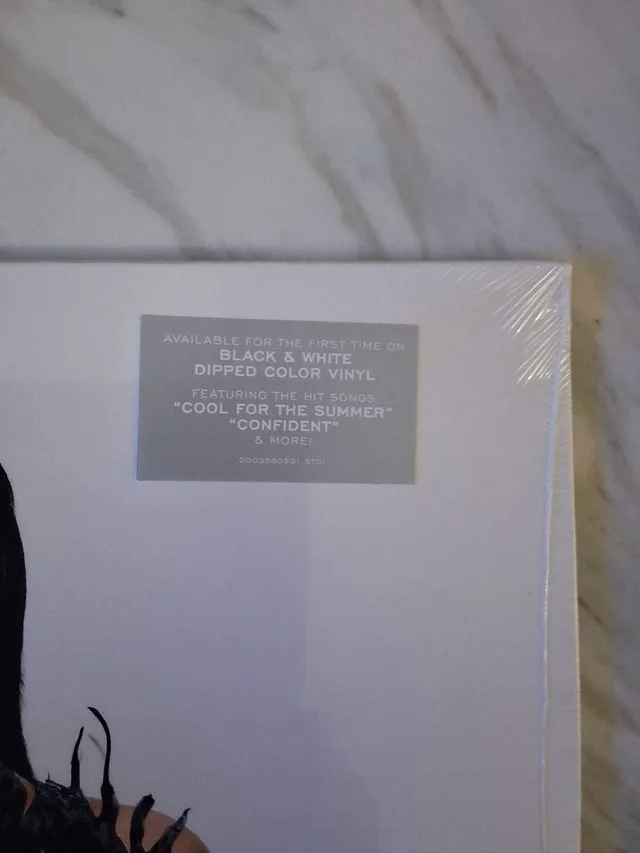 AVAILABLE FOR THE FIRST TIME ON
BLACK & WHITE
DIPPED COLOR VINYL
FEATURING THE HIT SONGS
"COOL FOR THE SUMMER"
"CONFIDENT"
& MORE!